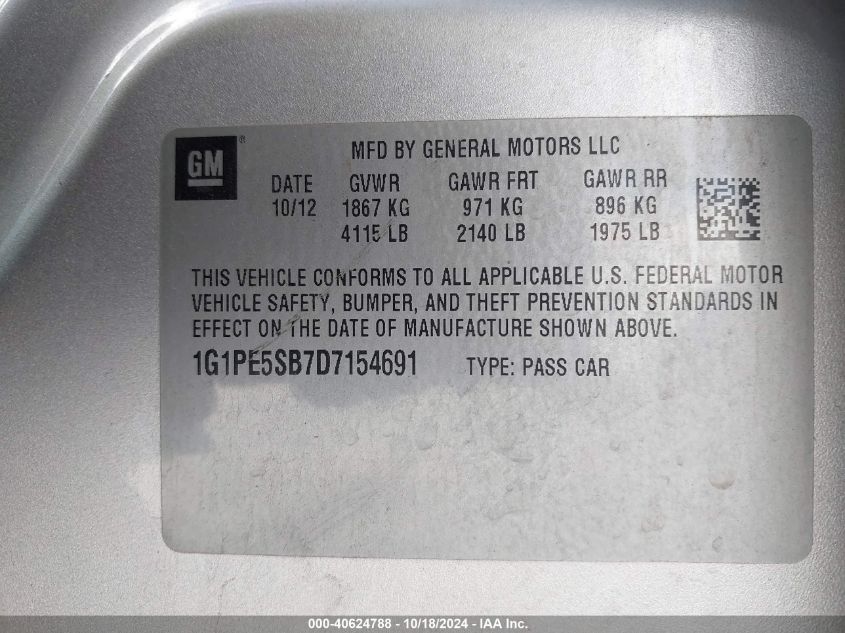 GM ®
MFD BY GENERAL MOTORS LLC
DATE GVWR GAWR FRT GAWR RR
10/12 1867 KG 971 KG 896 KG
4115 LB 2140 LB 1975 LB
THIS VEHICLE CONFORMS TO ALL APPLICABLE U.S. FEDERAL MOTOR
VEHICLE SAFETY, BUMPER, AND THEFT PREVENTION STANDARDS IN
EFFECT ON THE DATE OF MANUFACTURE SHOWN ABOVE.
1G1PE5SB7D7154691 TYPE: PASS CAR
000-40624788 - 10/18/2024 - IAA Inc.